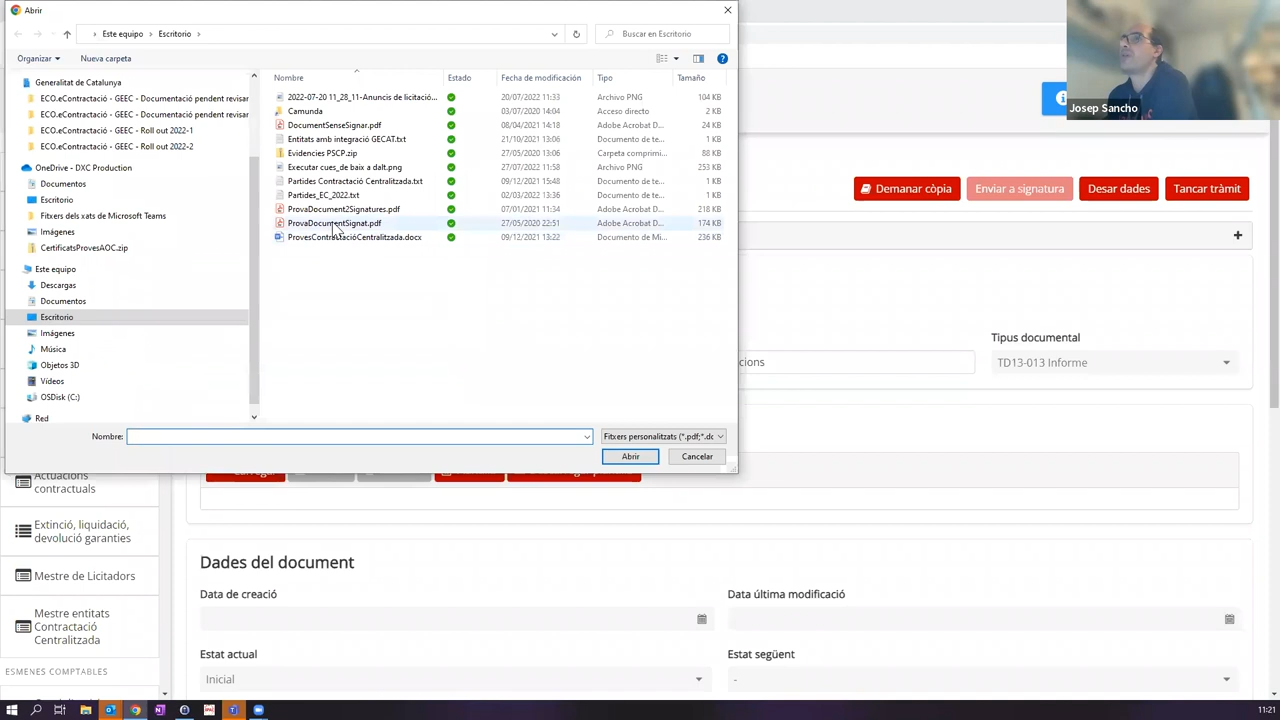 Abrir
Este equipo > Escritorio >
Buscar en Escritorio
Organizar
Nueva carpeta
Generalitat de Catalunya
ECO.eContractació - GEEC - Documentació pendent revisar
ECO.eContractació - GEEC - Documentació pendent revisar
ECO.eContractació - GEEC - Roll out 2022-1
ECO.eContractació - GEEC - Roll out 2022-2
OneDrive - DXC Production
Documentos
Escritorio
Fitxers dels xats de Microsoft Teams
Imágenes
CertificatsProvesAOC.zip
Este equipo
Descargas
Documentos
Escritorio
Imágenes
Música
Objetos 3D
Vídeos
OSDisk (C:)
Red
Nombre Estado Fecha de modificación Tipo Tamaño
2022-07-20 11_28_11-Anuncis de licitació... 20/07/2022 11:33 Archivo PNG 104 KB
Camunda 03/07/2020 14:04 Acceso directo 2 KB
DocumentSenseSignar.pdf 08/04/2021 14:18 Adobe Acrobat D... 24 KB
Entitats amb integració GECAT.txt 21/10/2021 13:06 Documento de te... 1 KB
Evidencies PSCP.zip 27/05/2020 13:06 Carpeta comprimi... 88 KB
Executar cues_de baix a dalt.png 27/07/2022 11:58 Archivo PNG 253 KB
Partides Contractació Centralitzada.txt 09/12/2021 15:48 Documento de te... 1 KB
Partides_EC_2022.txt 02/03/2022 13:36 Documento de te... 1 KB
ProvaDocument2Signatures.pdf 07/01/2021 11:34 Adobe Acrobat D... 218 KB
ProvaDocumentSignat.pdf 27/05/2020 22:51 Adobe Acrobat D... 174 KB
ProvesContractacióCentralitzada.docx 09/12/2021 13:22 Documento de Mi... 236 KB
Nombre:
Fitxers personalitzats (*.pdf;*.dc
Abrir
Cancelar
Josep Sancho
Demanar còpia
Enviar a signatura
Desar dades
Tancar tràmit
Tipus documental
cions
TD13-013 Informe
Actuacions
contractuals
Extinció, liquidació,
devolució garanties
Mestre de Licitadors
Mestre entitats
Contractació
Centralitzada
ESMENES COMPTABLES
Dades del document
Data de creació
Data última modificació
Estat actual
Estat següent
Inicial
-
11:21